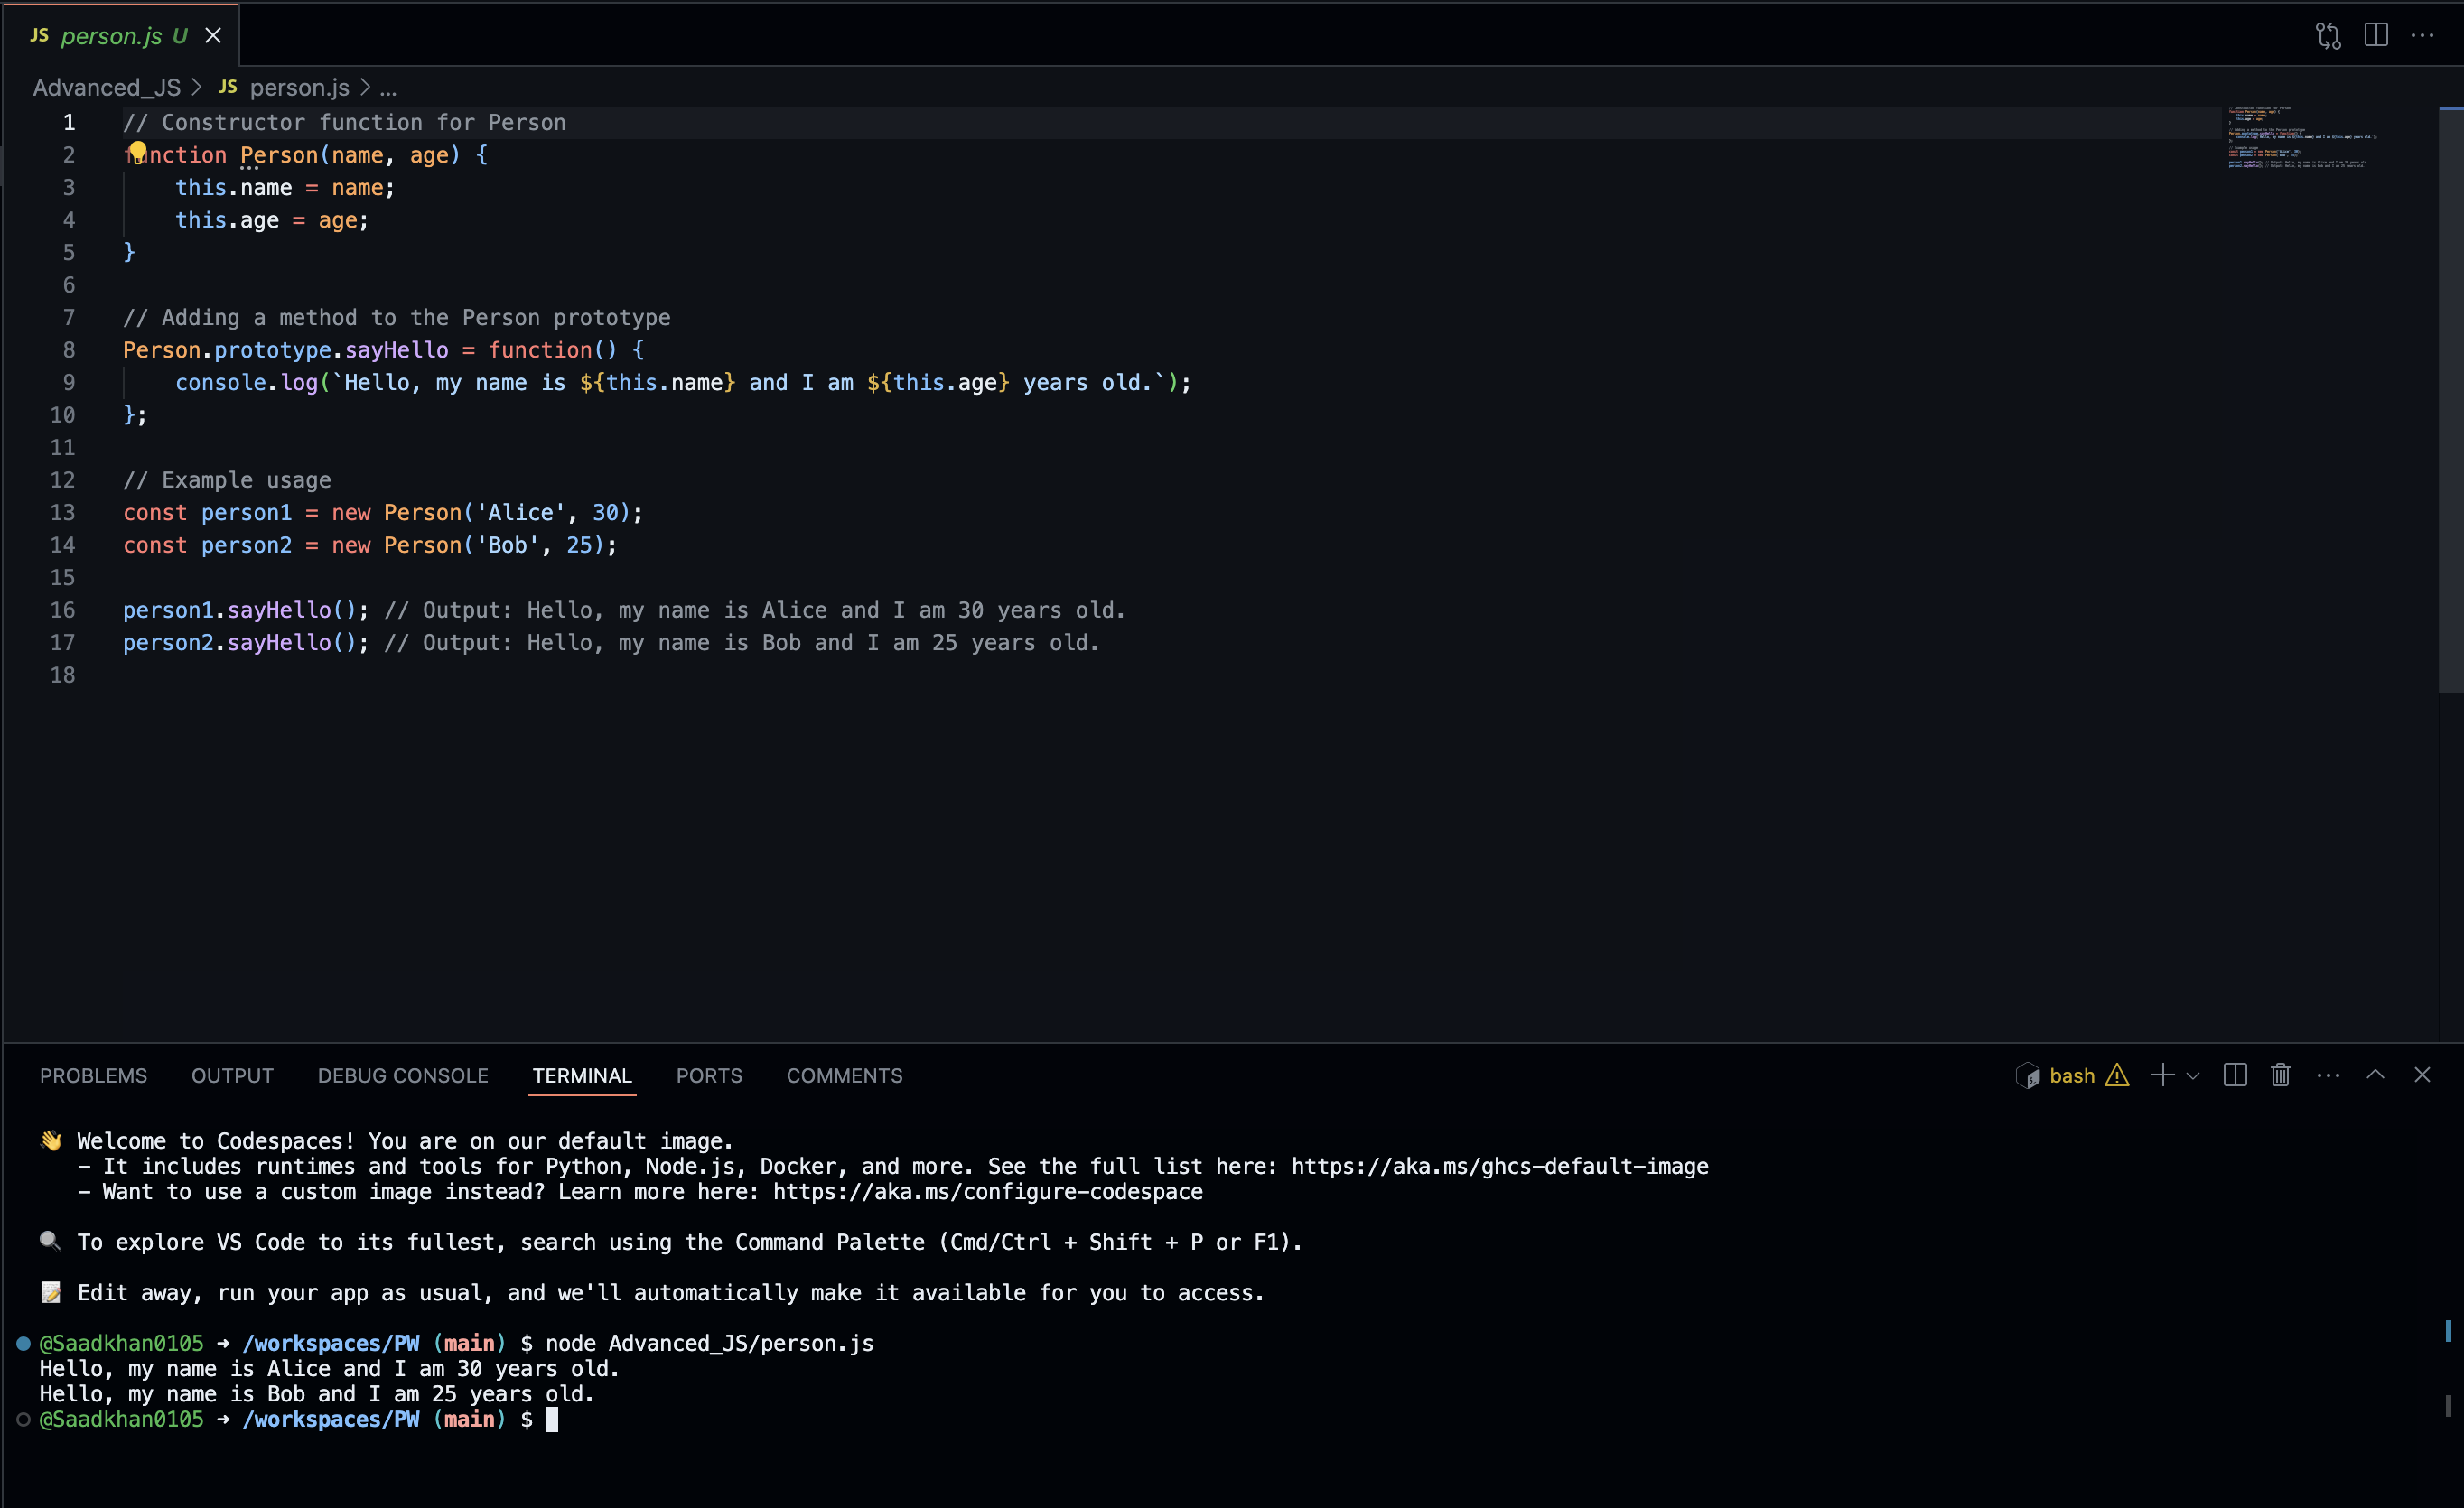 JS person.js U
Advanced_JS > JS person.js > ...
1 // Constructor function for Person
2 function Person(name, age) {
3     this.name = name;
4     this.age = age;
5 }
6
7 // Adding a method to the Person prototype
8 Person.prototype.sayHello = function() {
9     console.log(`Hello, my name is ${this.name} and I am ${this.age} years old.`);
10 };
11
12 // Example usage
13 const person1 = new Person('Alice', 30);
14 const person2 = new Person('Bob', 25);
15
16 person1.sayHello(); // Output: Hello, my name is Alice and I am 30 years old.
17 person2.sayHello(); // Output: Hello, my name is Bob and I am 25 years old.
18
PROBLEMS OUTPUT DEBUG CONSOLE TERMINAL PORTS COMMENTS bash
👋 Welcome to Codespaces! You are on our default image.
   - It includes runtimes and tools for Python, Node.js, Docker, and more. See the full list here: https://aka.ms/ghcs-default-image
   - Want to use a custom image instead? Learn more here: https://aka.ms/configure-codespace
🔍 To explore VS Code to its fullest, search using the Command Palette (Cmd/Ctrl + Shift + P or F1).
📝 Edit away, run your app as usual, and we'll automatically make it available for you to access.
@Saadkhan0105 → /workspaces/PW (main) $ node Advanced_JS/person.js
Hello, my name is Alice and I am 30 years old.
Hello, my name is Bob and I am 25 years old.
@Saadkhan0105 → /workspaces/PW (main) $